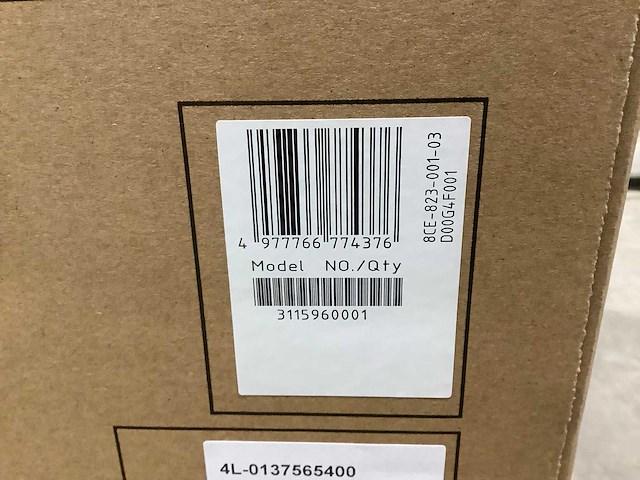 4 977766 774376
8CE-823-001-03
D00G4F001
Model NO./Qty
3115960001
4L-0137565400